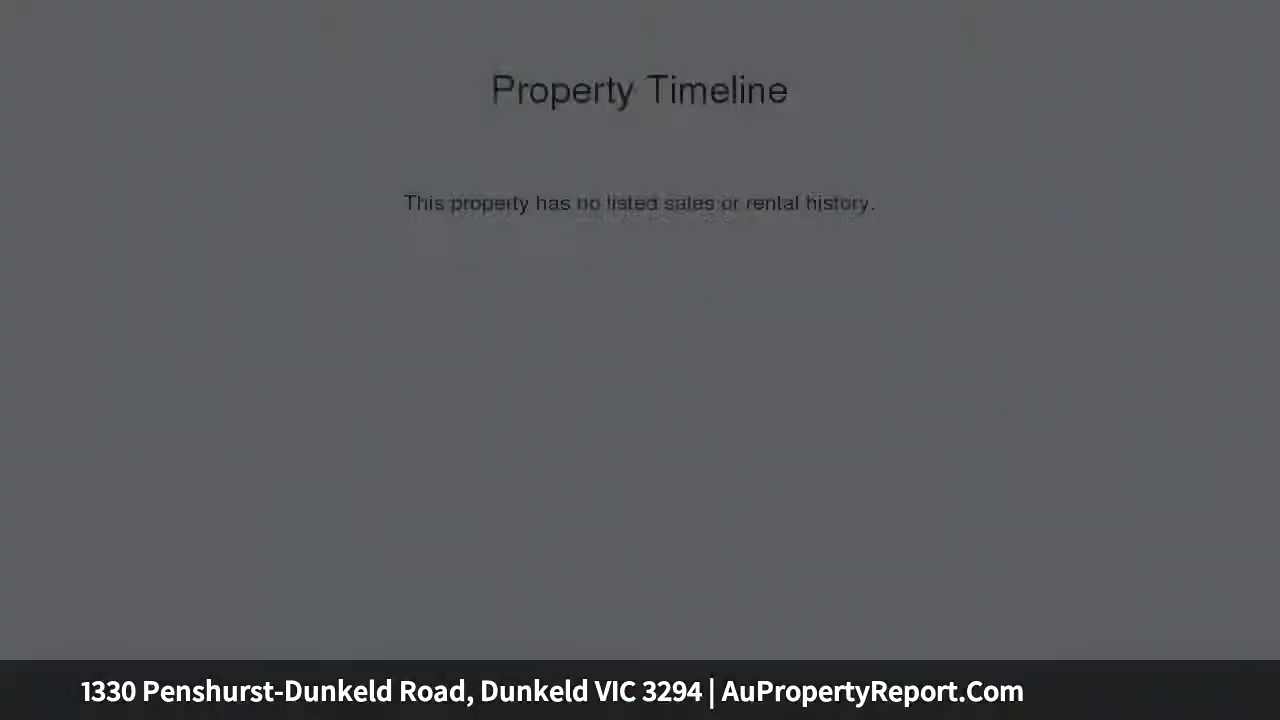 Property Timeline
This property has no listed sales or rental history.
1330 Penshurst-Dunkeld Road, Dunkeld VIC 3294 | AuPropertyReport.Com